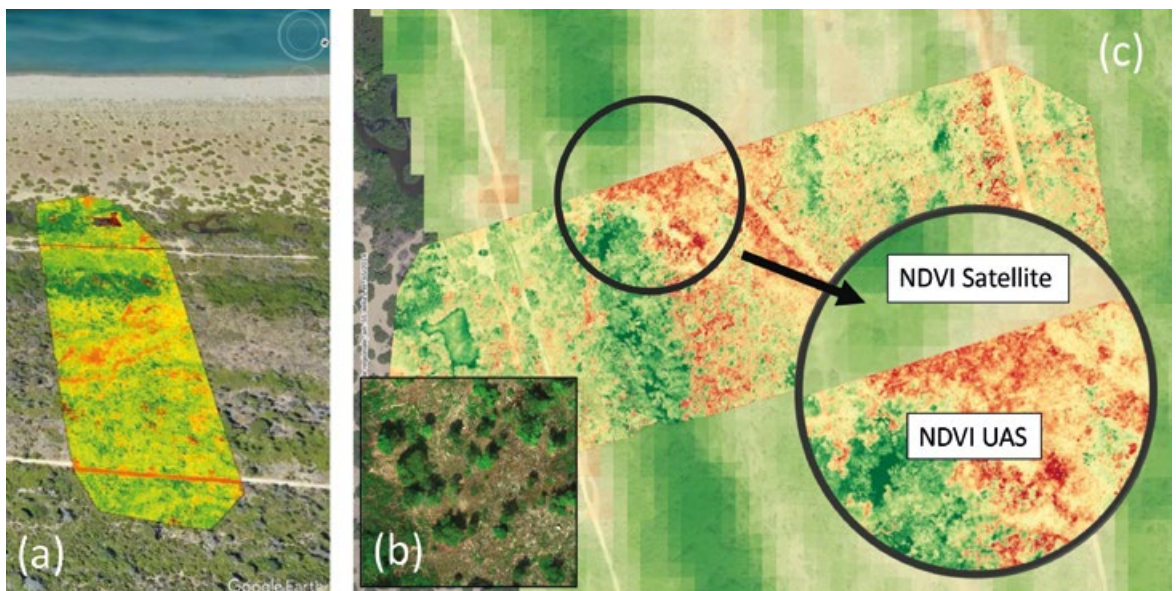 (a)
Google Earth
(b)
(c)
NDVI Satellite
NDVI UAS